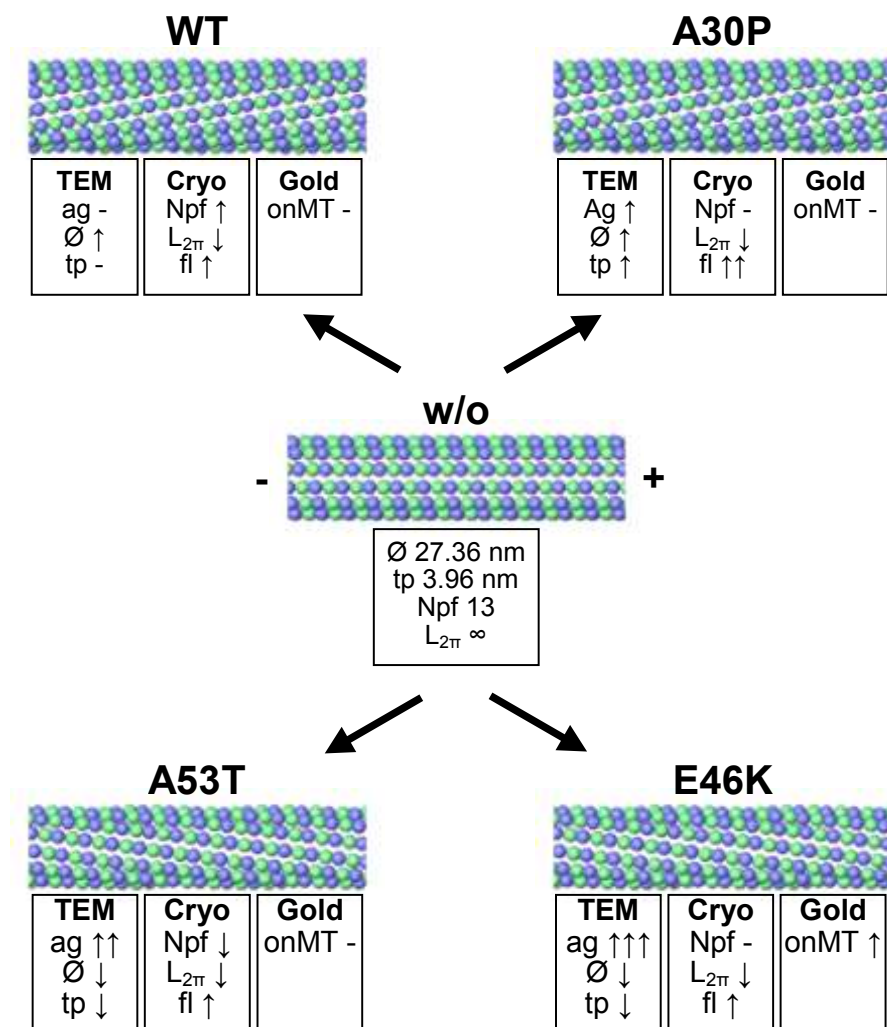 WT
TEM
ag -
Ø ↑
tp -
Cryo
Npf ↑
L2π ↓
fl ↑
Gold
onMT -
A30P
TEM
Ag ↑
Ø ↑
tp ↑
Cryo
Npf -
L2π ↓
fl ↑↑
Gold
onMT -
w/o
- +
Ø 27.36 nm
tp 3.96 nm
Npf 13
L2π ∞
A53T
TEM
ag ↑↑
Ø ↓
tp ↓
Cryo
Npf ↓
L2π ↓
fl ↑
Gold
onMT -
E46K
TEM
ag ↑↑↑
Ø ↓
tp ↓
Cryo
Npf -
L2π ↓
fl ↑
Gold
onMT ↑